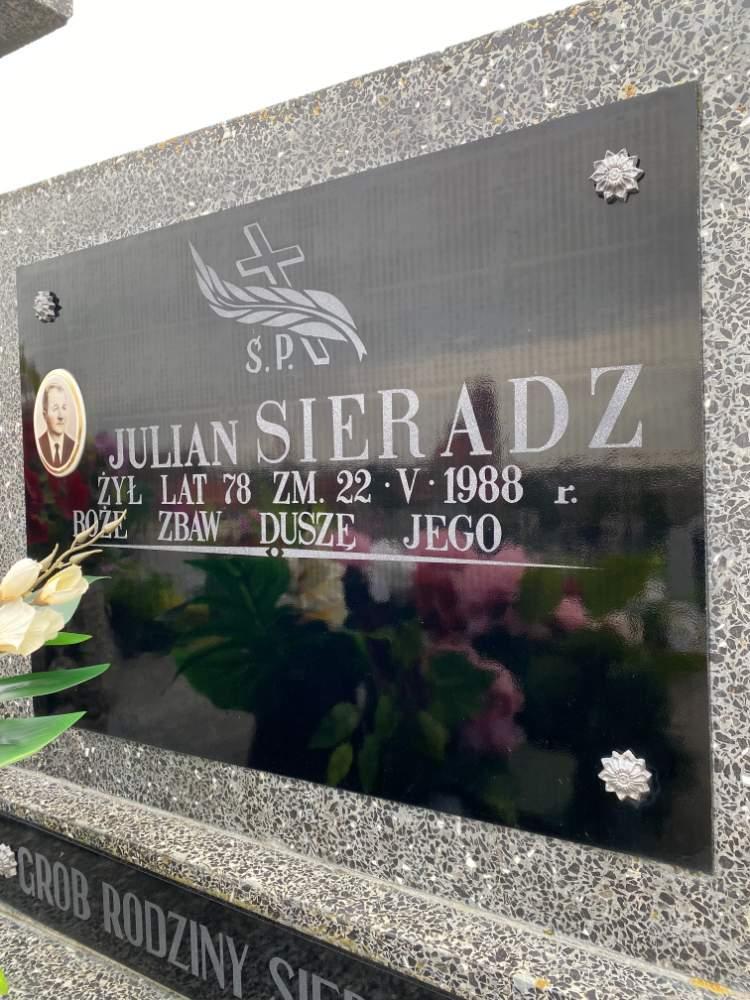 Ś.P.
JULIAN SIERADZ
ŻYŁ LAT 78 ZM. 22·V·1988 r.
BOŻE ZBAW DUSZĘ JEGO
GRÓB RODZINY